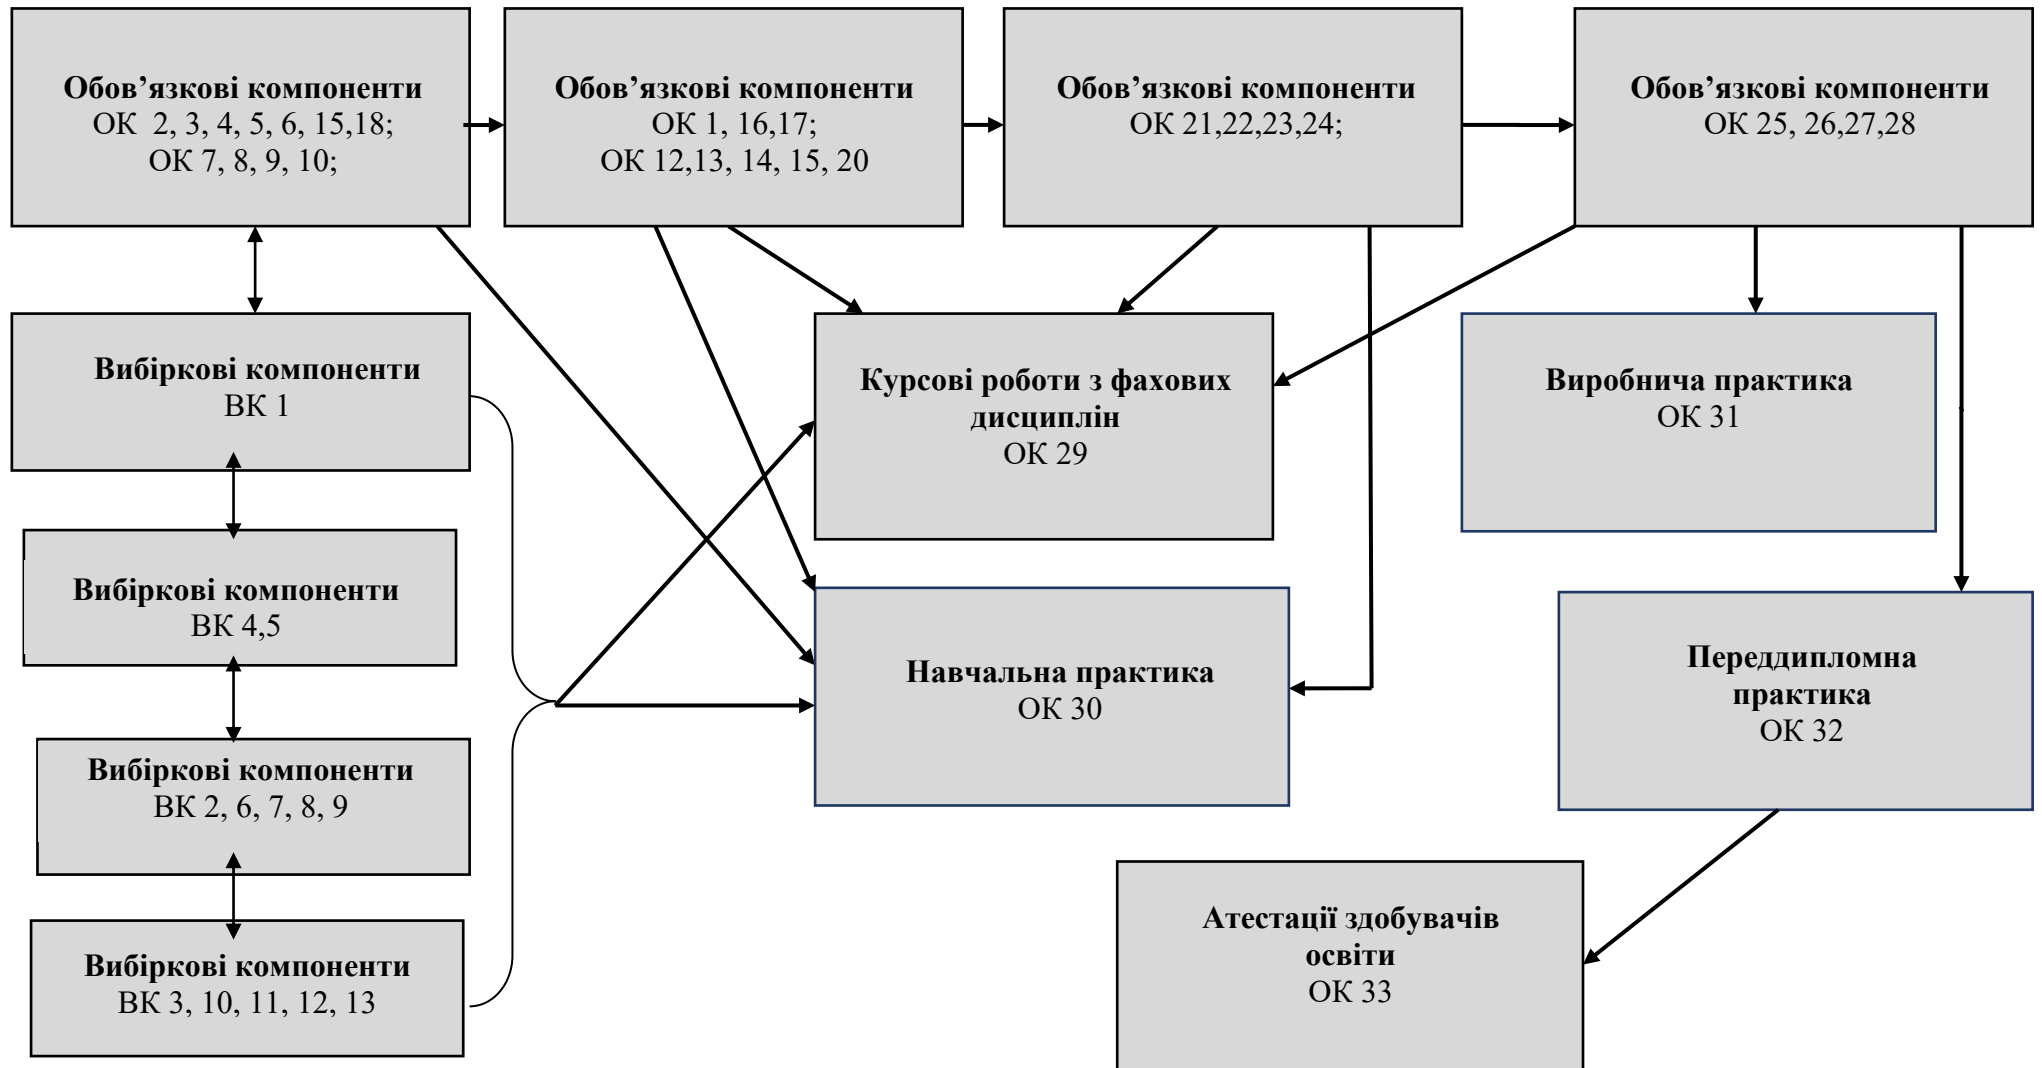 Обов’язкові компоненти
ОК 2, 3, 4, 5, 6, 15,18;
ОК 7, 8, 9, 10;
Обов’язкові компоненти
ОК 1, 16,17;
ОК 12,13, 14, 15, 20
Обов’язкові компоненти
ОК 21,22,23,24;
Обов’язкові компоненти
ОК 25, 26,27,28
Вибіркові компоненти
ВК 1
Курсові роботи з фахових
дисциплін
ОК 29
Виробнича практика
ОК 31
Вибіркові компоненти
ВК 4,5
Навчальна практика
ОК 30
Переддипломна
практика
ОК 32
Вибіркові компоненти
ВК 2, 6, 7, 8, 9
Атестації здобувачів
освіти
ОК 33
Вибіркові компоненти
ВК 3, 10, 11, 12, 13